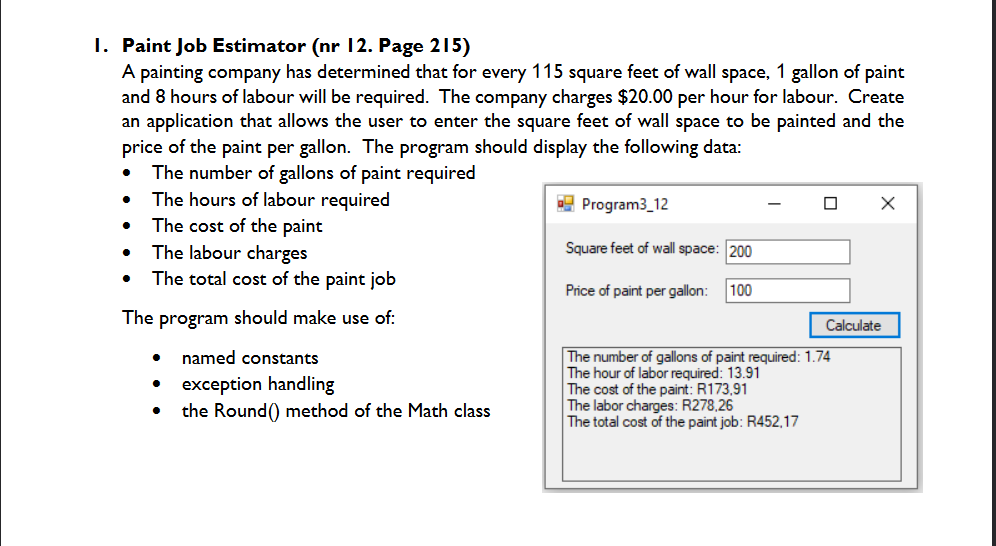 1. Paint Job Estimator (nr 12. Page 215)
A painting company has determined that for every 115 square feet of wall space, 1 gallon of paint
and 8 hours of labour will be required. The company charges $20.00 per hour for labour. Create
an application that allows the user to enter the square feet of wall space to be painted and the
price of the paint per gallon. The program should display the following data:
• The number of gallons of paint required
• The hours of labour required
• The cost of the paint
• The labour charges
• The total cost of the paint job
The program should make use of:
• named constants
• exception handling
• the Round() method of the Math class
Program3_12
Square feet of wall space: 200
Price of paint per gallon: 100
Calculate
The number of gallons of paint required: 1.74
The hour of labor required: 13.91
The cost of the paint: R173,91
The labor charges: R278,26
The total cost of the paint job: R452,17